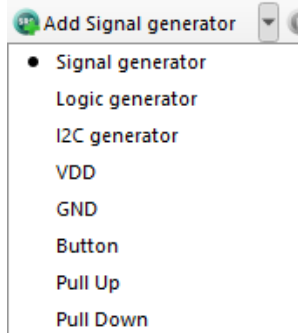 Add Signal generator
Signal generator
Logic generator
I2C generator
VDD
GND
Button
Pull Up
Pull Down